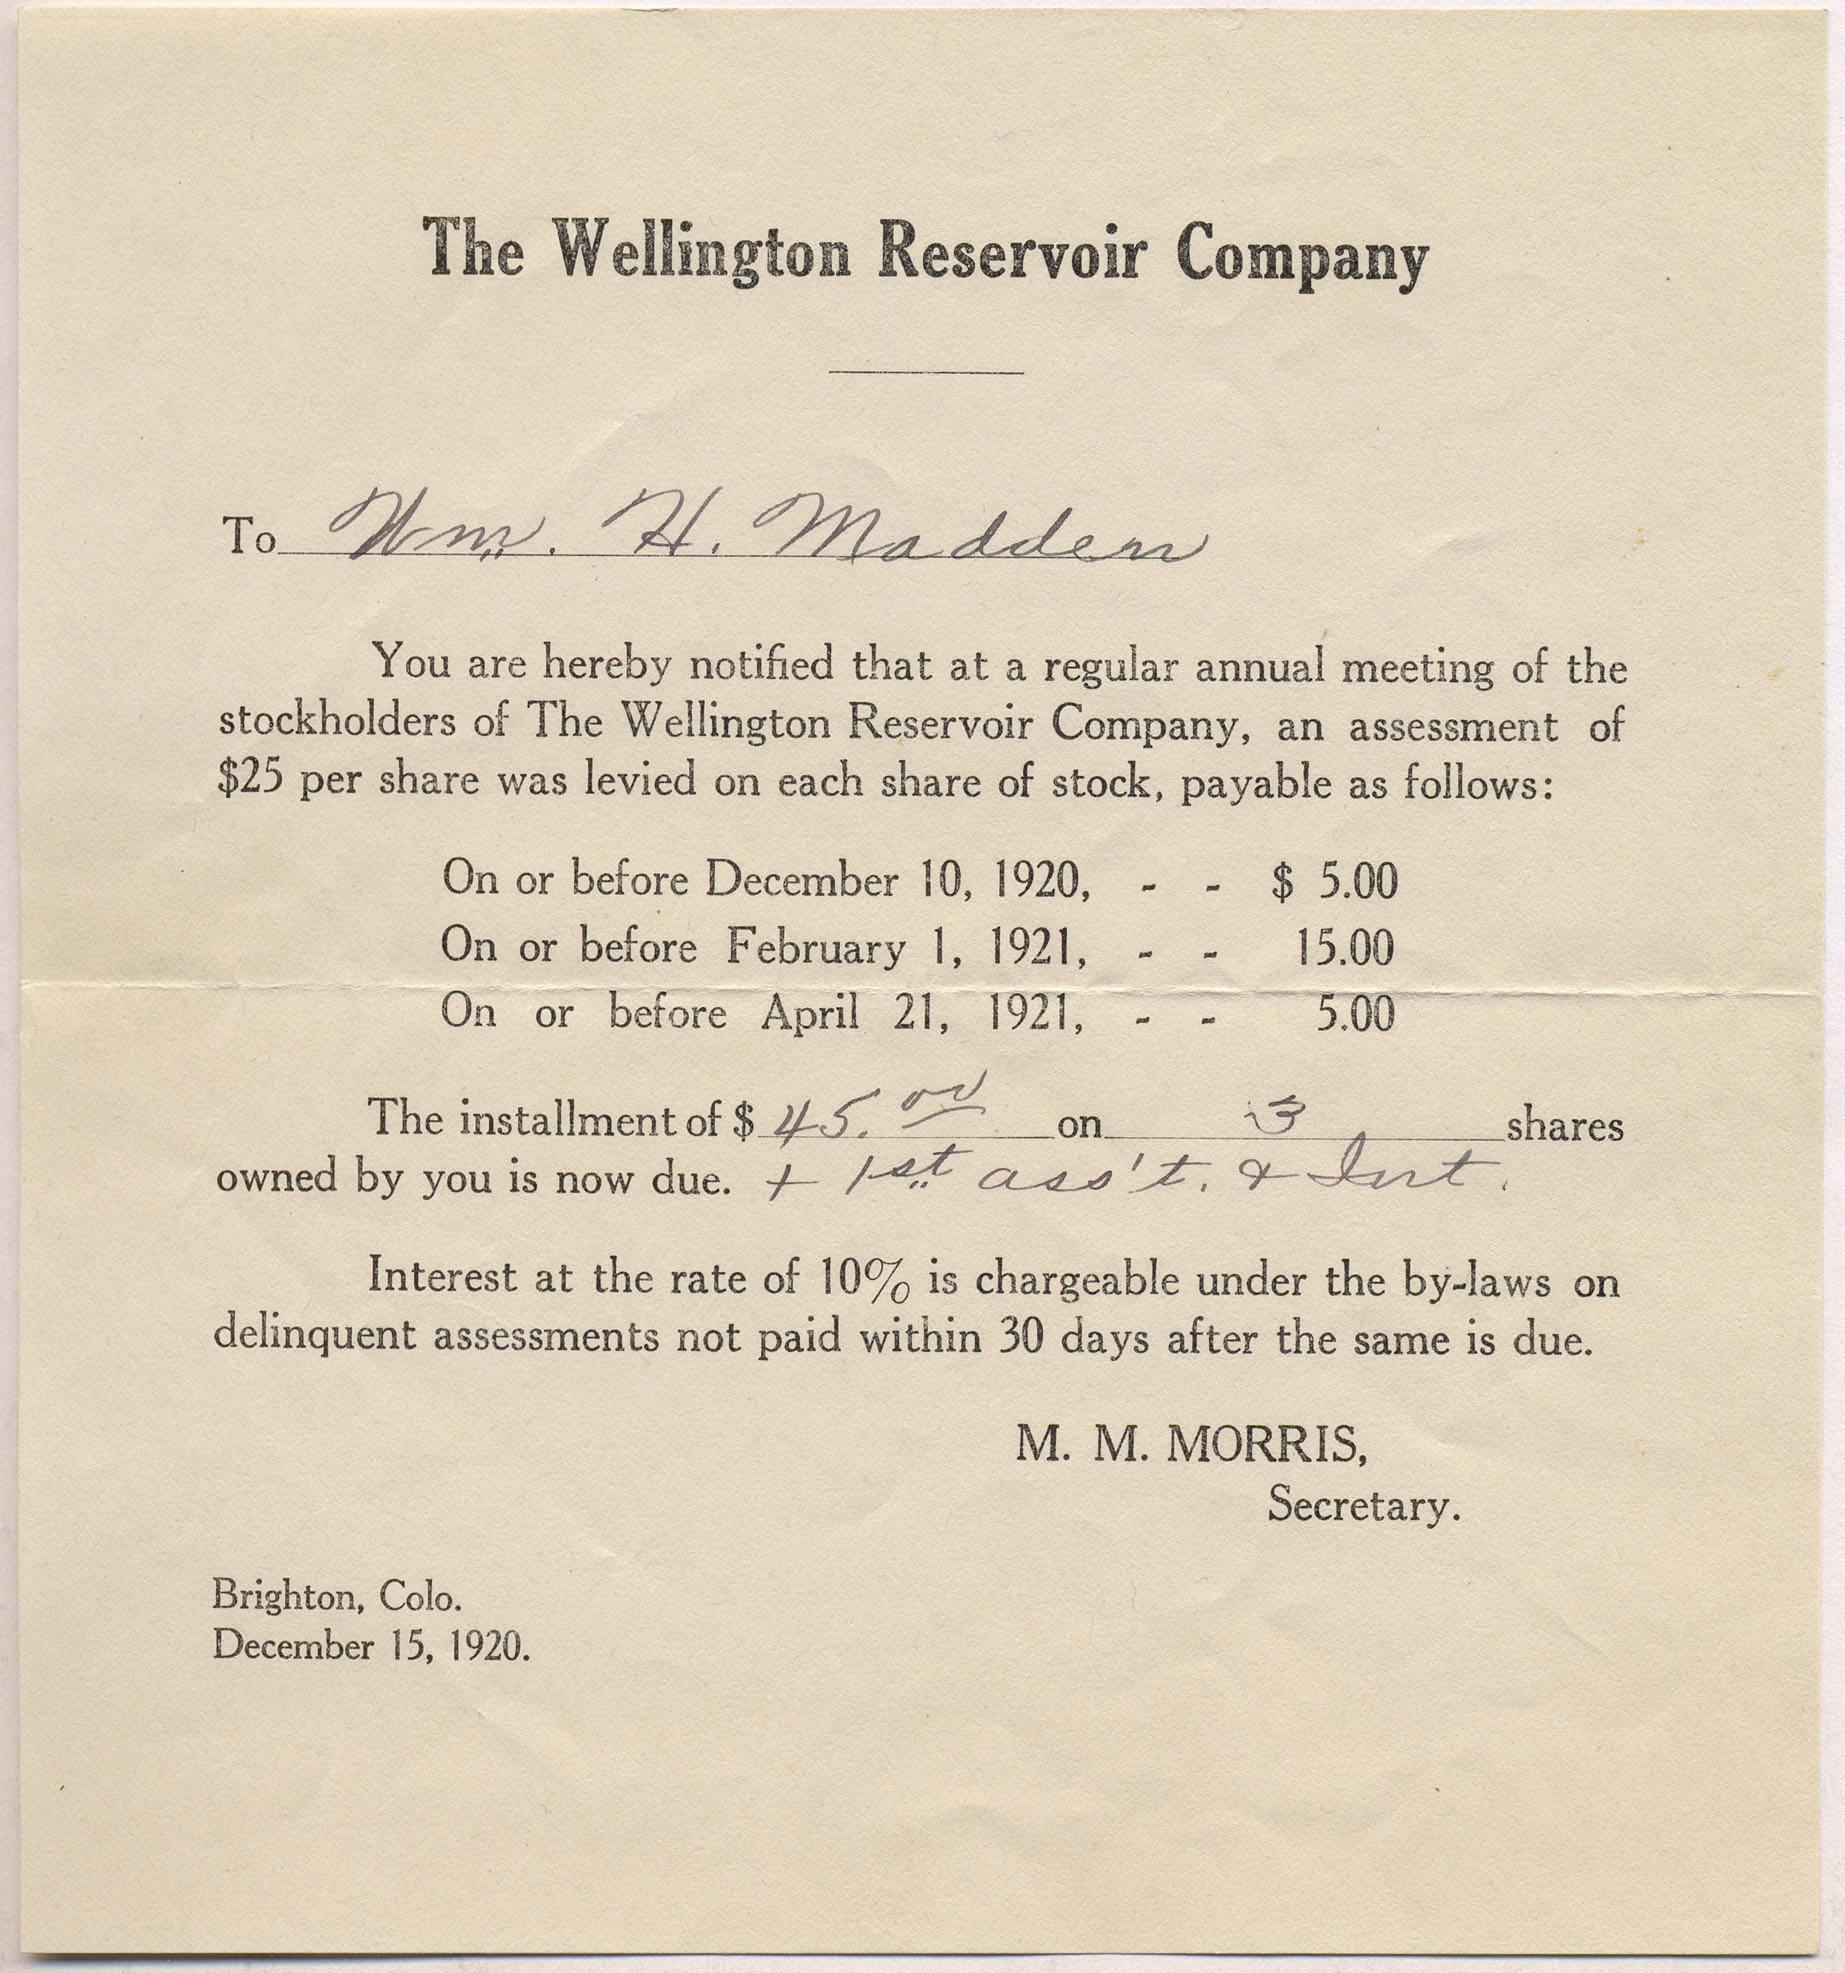 The Wellington Reservoir Company
To Wm. H. Madden
You are hereby notified that at a regular annual meeting of the
stockholders of The Wellington Reservoir Company, an assessment of
$25 per share was levied on each share of stock, payable as follows:
On or before December 10, 1920, - - $ 5.00
On or before February 1, 1921, - - 15.00
On or before April 21, 1921, - - 5.00
The installment of $ 45.00 on 3 shares
owned by you is now due. + 1st ass't. & Int.
Interest at the rate of 10% is chargeable under the by-laws on
delinquent assessments not paid within 30 days after the same is due.
M. M. MORRIS,
Secretary.
Brighton, Colo.
December 15, 1920.